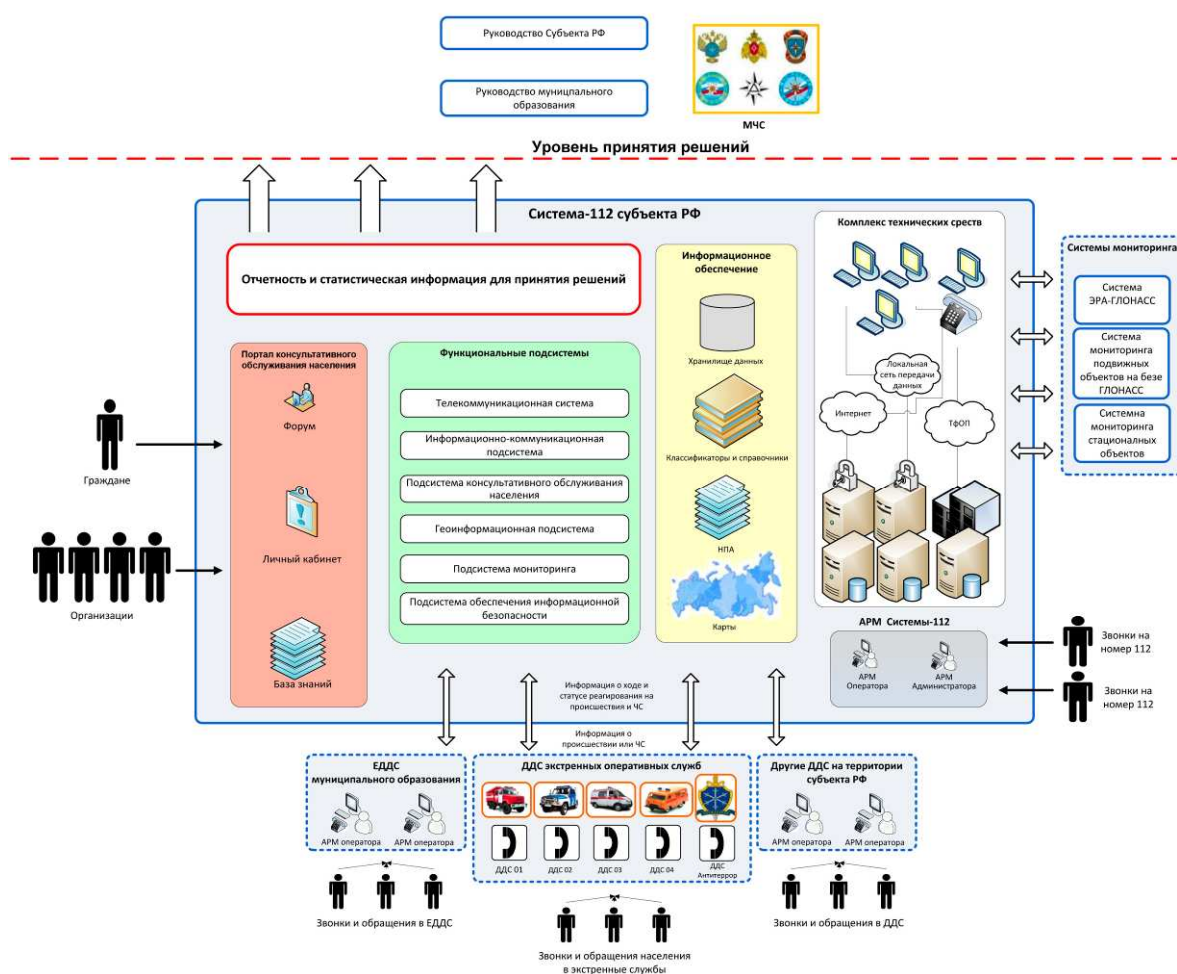 Руководство Субъекта РФ
Руководство муницпального
образования
МЧС
Уровень принятия решений
Система-112 субъекта РФ
Отчетность и статистическая информация для принятия решений
Портал консультативного
обслуживания населения
Форум
Личный кабинет
База знаний
Функциональные подсистемы
Телекоммуникационная система
Информационно-коммуникационная
подсистема
Подсистема консультативного обслуживания
населения
Геоинформационная подсистема
Подсистема мониторинга
Подсистема обеспечения информационной
безопасности
Информационное
обеспечение
Хранилище данных
Классификаторы и справочники
НПА
Карты
Комплекс технических средств
Локальная
сеть передачи
данных
Интернет
ТфОП
АРМ Системы-112
АРМ
Оператора
АРМ
Администратора
Системы мониторинга
Система
ЭРА-ГЛОНАСС
Система
мониторинга
подвижных
объектов на безе
ГЛОНАСС
Системна
мониторинга
стациональных
объектов
Граждане
Организации
Звонки на
номер 112
Звонки на
номер 112
Информация о ходе и
статусе реагирования на
происшествия и ЧС
Информация о
происшествии или ЧС
ЕДДС
муниципального образования
АРМ оператора
АРМ оператора
Звонки и обращения в ЕДДС
ДДС экстренных оперативных служб
ДДС 01
ДДС 02
ДДС 03
ДДС 04
ДДС
Антитеррор
Звонки и обращения населения
в экстренные службы
Другие ДДС на территории
субъекта РФ
АРМ оператора
АРМ оператора
Звонки и обращения в ДДС